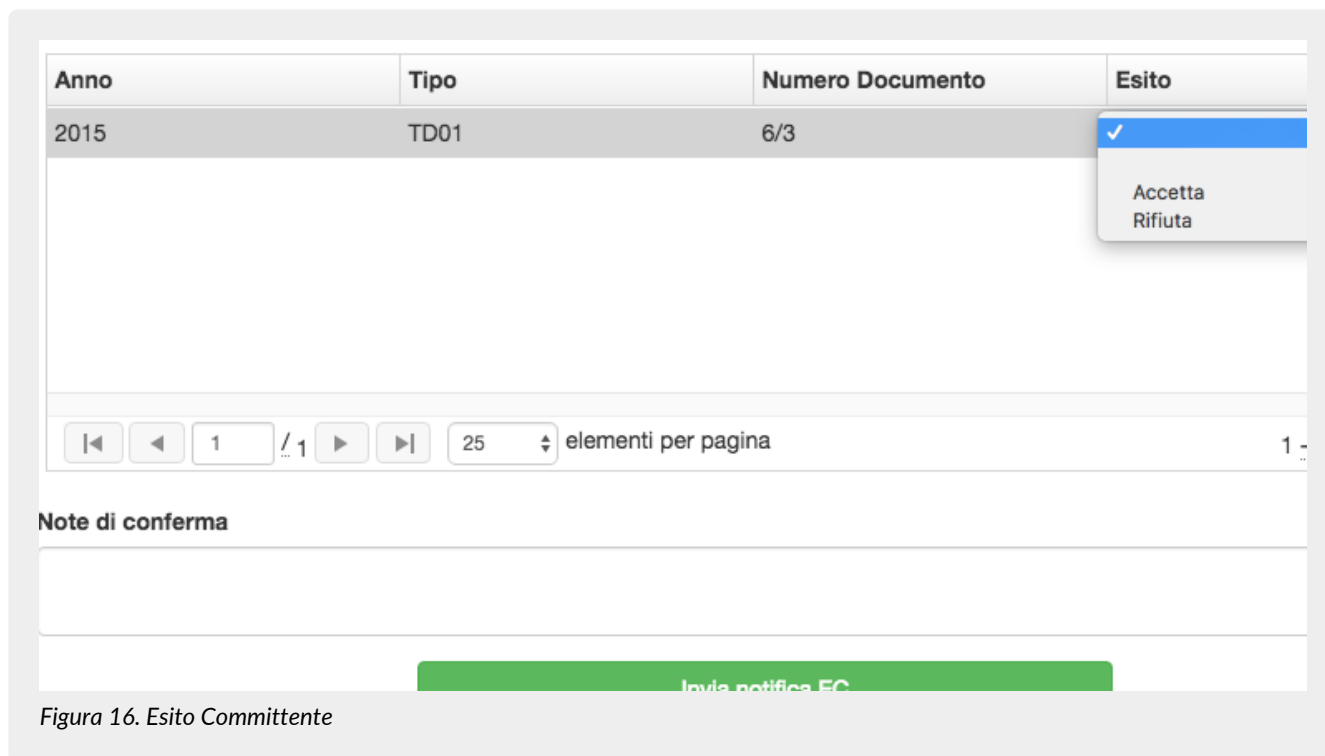 Anno Tipo Numero Documento Esito
2015 TD01 6/3 ✓
Accetta
Rifiuta
1 / 1 25 elementi per pagina 1 -
Note di conferma
Invia notifica EC
Figura 16. Esito Committente